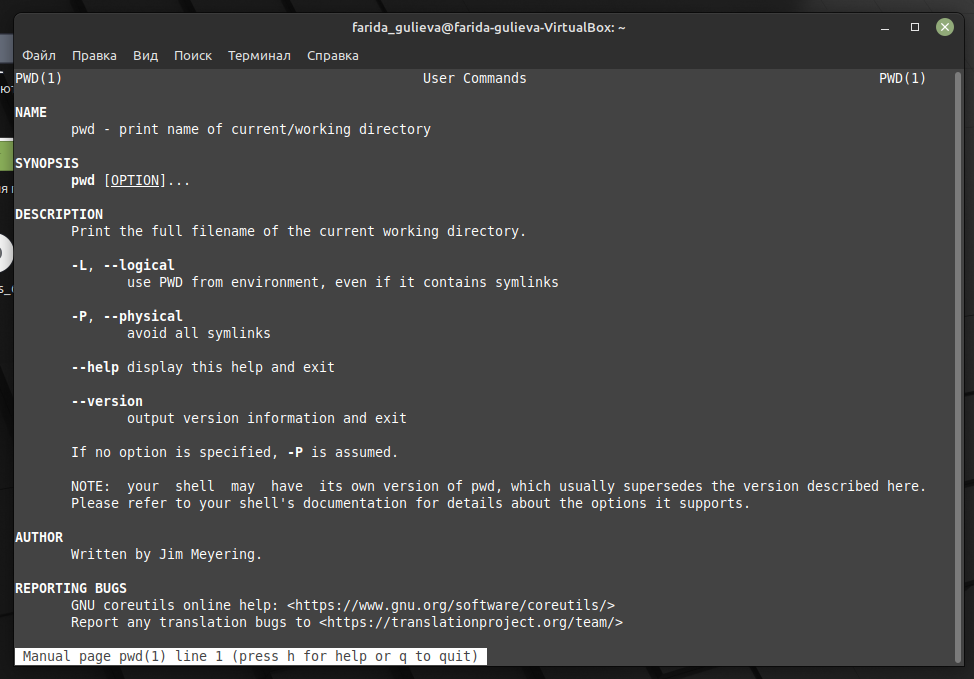 farida_gulieva@farida-gulieva-VirtualBox: ~
Файл Правка Вид Поиск Терминал Справка
PWD(1) User Commands PWD(1)
NAME
pwd - print name of current/working directory
SYNOPSIS
pwd [OPTION]...
DESCRIPTION
Print the full filename of the current working directory.
-L, --logical
use PWD from environment, even if it contains symlinks
-P, --physical
avoid all symlinks
--help display this help and exit
--version
output version information and exit
If no option is specified, -P is assumed.
NOTE: your shell may have its own version of pwd, which usually supersedes the version described here.
Please refer to your shell's documentation for details about the options it supports.
AUTHOR
Written by Jim Meyering.
REPORTING BUGS
GNU coreutils online help: <https://www.gnu.org/software/coreutils/>
Report any translation bugs to <https://translationproject.org/team/>
Manual page pwd(1) line 1 (press h for help or q to quit)